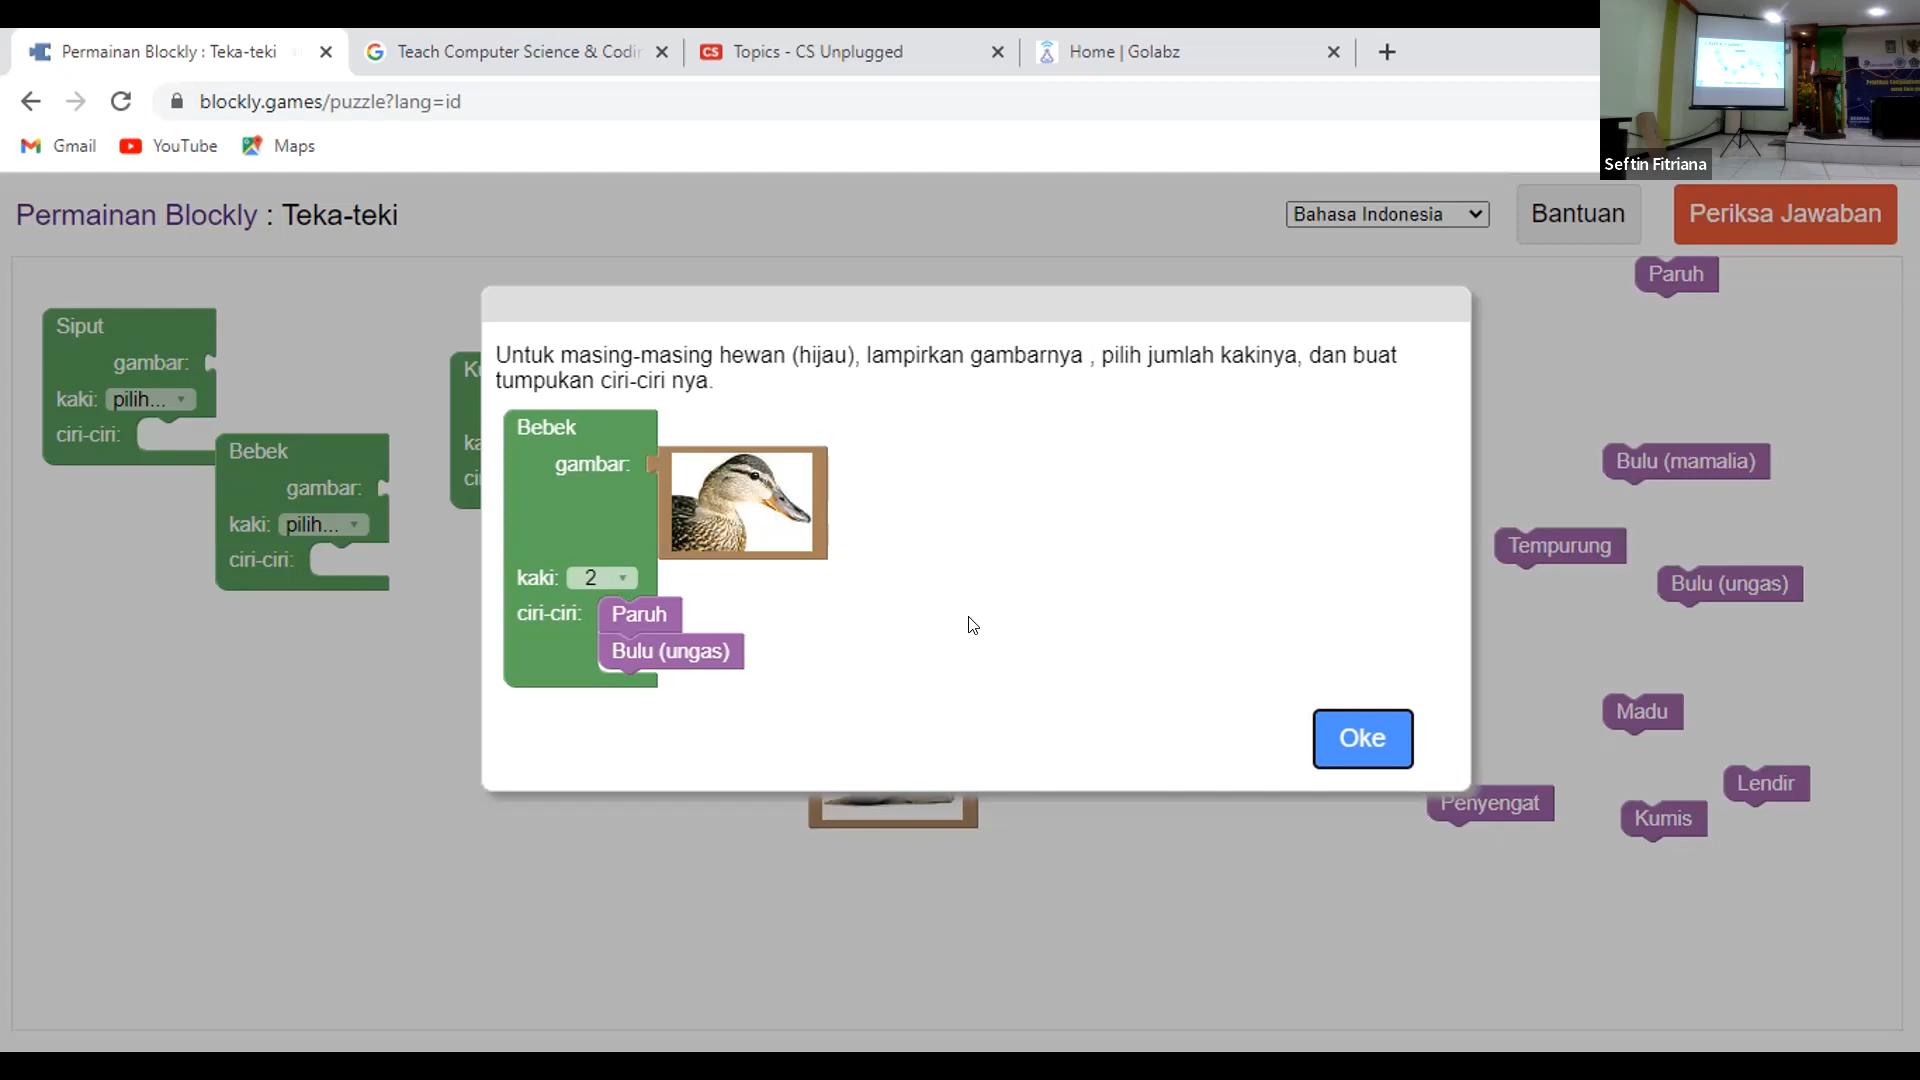 Permainan Blockly : Teka-teki
Teach Computer Science & Codin
CS Topics - CS Unplugged
Home | Golabz
blockly.games/puzzle?lang=id
Gmail YouTube Maps
Seftin Fitriana
Permainan Blockly : Teka-teki
Bahasa Indonesia
Bantuan
Periksa Jawaban
Siput
gambar:
kaki: pilih...
ciri-ciri:
Bebek
gambar:
kaki: pilih...
ciri-ciri:
Untuk masing-masing hewan (hijau), lampirkan gambarnya , pilih jumlah kakinya, dan buat
tumpukan ciri-ciri nya.
Bebek
gambar:
kaki: 2
ciri-ciri: Paruh
Bulu (ungas)
Oke
Paruh
Bulu (mamalia)
Tempurung
Bulu (ungas)
Madu
Lendir
Penyengat
Kumis